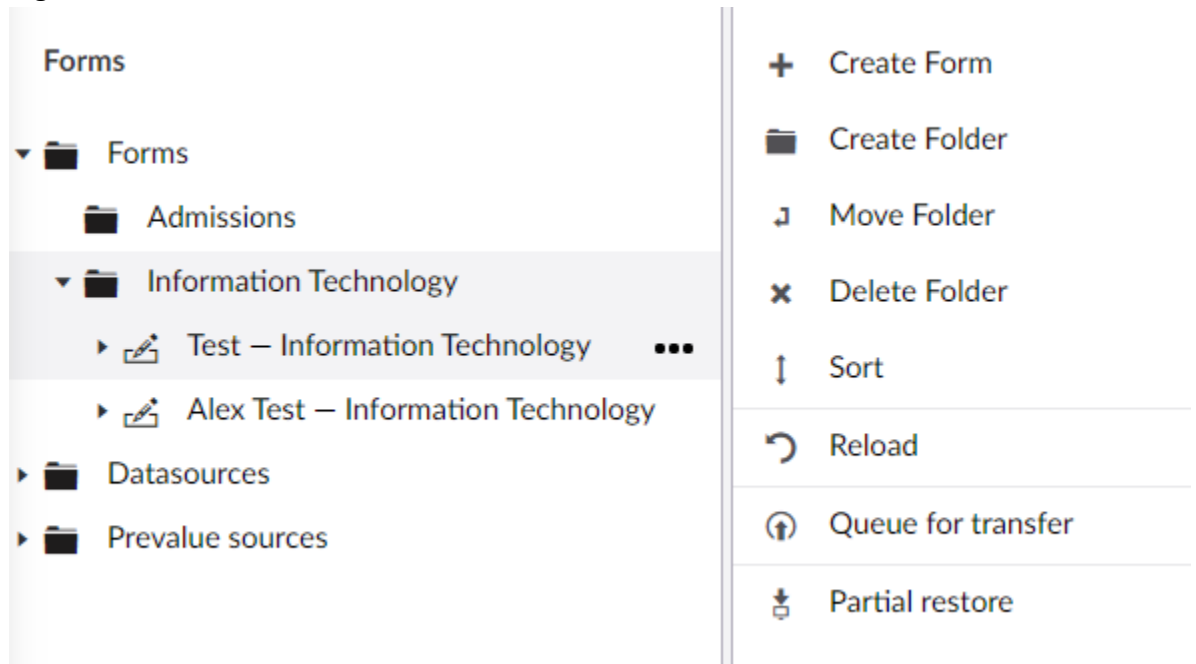 Forms
Forms
Admissions
Information Technology
Test — Information Technology
Alex Test — Information Technology
Datasources
Prevalue sources
Create Form
Create Folder
Move Folder
Delete Folder
Sort
Reload
Queue for transfer
Partial restore